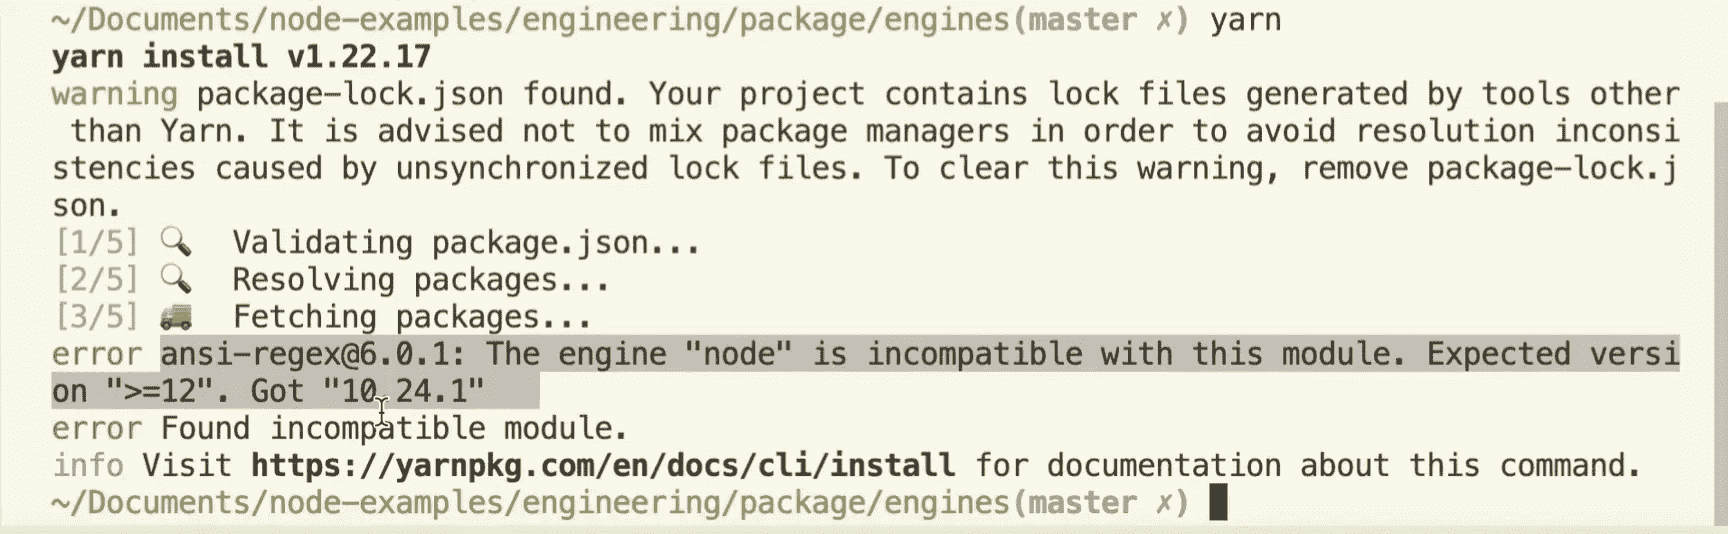 ~/Documents/node-examples/engineering/package/engines(master ✗) yarn
yarn install v1.22.17
warning package-lock.json found. Your project contains lock files generated by tools other
 than Yarn. It is advised not to mix package managers in order to avoid resolution inconsi
stencies caused by unsynchronized lock files. To clear this warning, remove package-lock.j
son.
[1/5] 🔍  Validating package.json...
[2/5] 🔍  Resolving packages...
[3/5] 🚚  Fetching packages...
error ansi-regex@6.0.1: The engine "node" is incompatible with this module. Expected versi
on ">=12". Got "10.24.1"
error Found incompatible module.
info Visit https://yarnpkg.com/en/docs/cli/install for documentation about this command.
~/Documents/node-examples/engineering/package/engines(master ✗)